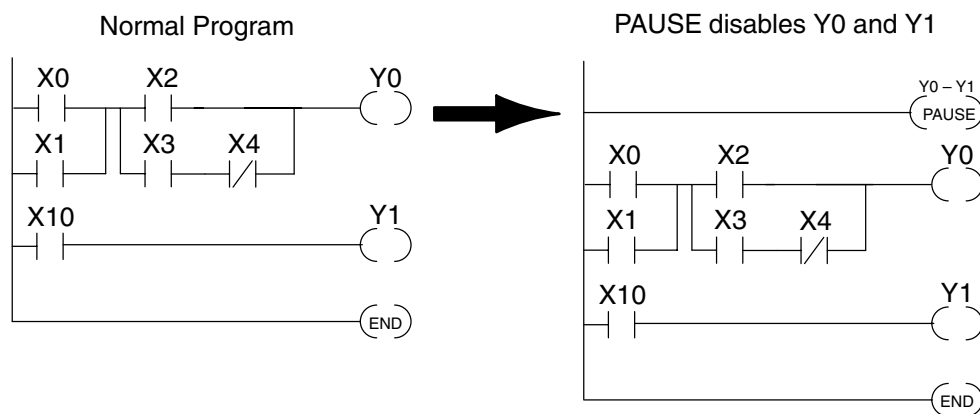 Normal Program
X0 X2 Y0
X1 X3 X4
X10 Y1
END
PAUSE disables Y0 and Y1
Y0 – Y1
PAUSE
X0 X2 Y0
X1 X3 X4
X10 Y1
END